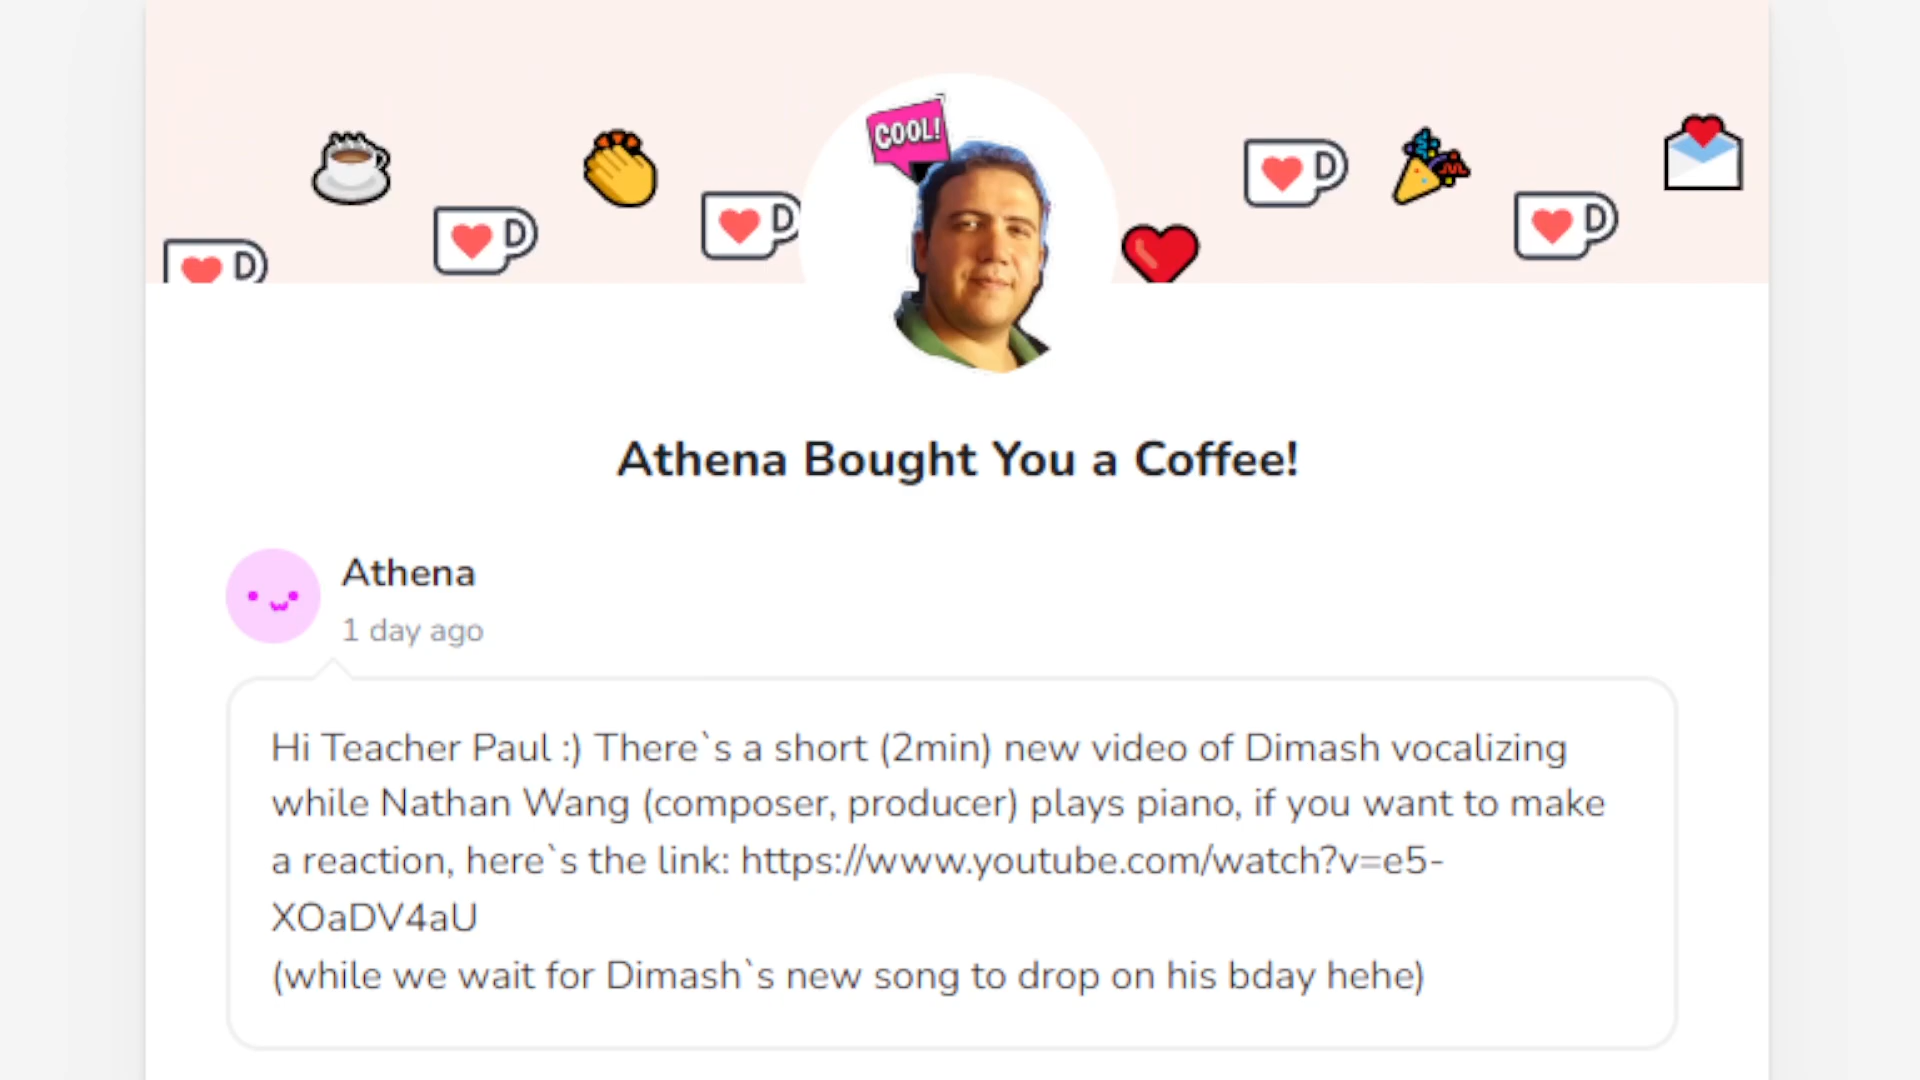 COOL!
Athena Bought You a Coffee!
Athena
1 day ago
Hi Teacher Paul :) There`s a short (2min) new video of Dimash vocalizing
while Nathan Wang (composer, producer) plays piano, if you want to make
a reaction, here`s the link: https://www.youtube.com/watch?v=e5-
XOaDV4aU
(while we wait for Dimash`s new song to drop on his bday hehe)